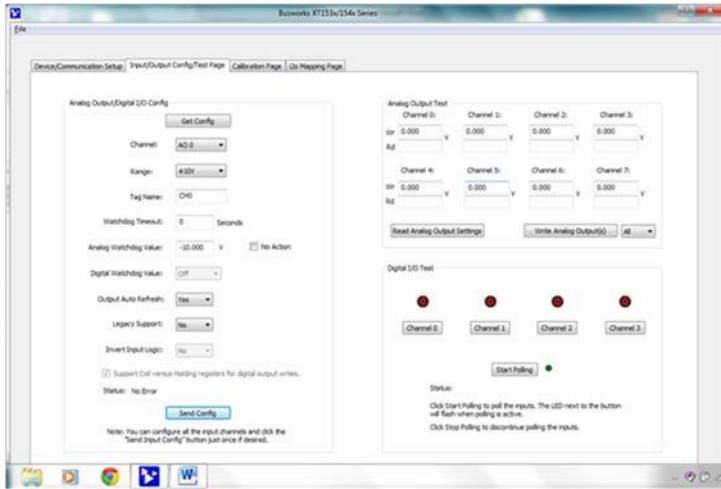 Busworks XT153x/154x Series
File
Device/Communication Setup
Input/Output Config/Test Page
Calibration Page
i2o Mapping Page
Analog Output/Digital I/O Config
Get Config
Channel: AO 0
Range: ±10V
Tag Name: CH0
Watchdog Timeout: 0 Seconds
Analog Watchdog Value: -10.000 V No Action
Digital Watchdog Value: Off
Output Auto Refresh: Yes
Legacy Support: No
Invert Input Logic: No
Support Coil versus Holding registers for digital output writes.
Status: No Error
Send Config
Note: You can configure all the input channels and click the
"Send Input Config" button just once if desired.
Analog Output Test
Channel 0: Channel 1: Channel 2: Channel 3:
Wr 0.000 V 0.000 V 0.000 V 0.000 V
Rd
Channel 4: Channel 5: Channel 6: Channel 7:
Wr 0.000 V 0.000 V 0.000 V 0.000 V
Rd
Read Analog Output Settings Write Analog Output(s) All
Digital I/O Test
Channel 0 Channel 1 Channel 2 Channel 3
Start Polling
Status:
Click Start Polling to poll the inputs. The LED next to the button
will flash when polling is active.
Click Stop Polling to discontinue polling the inputs.